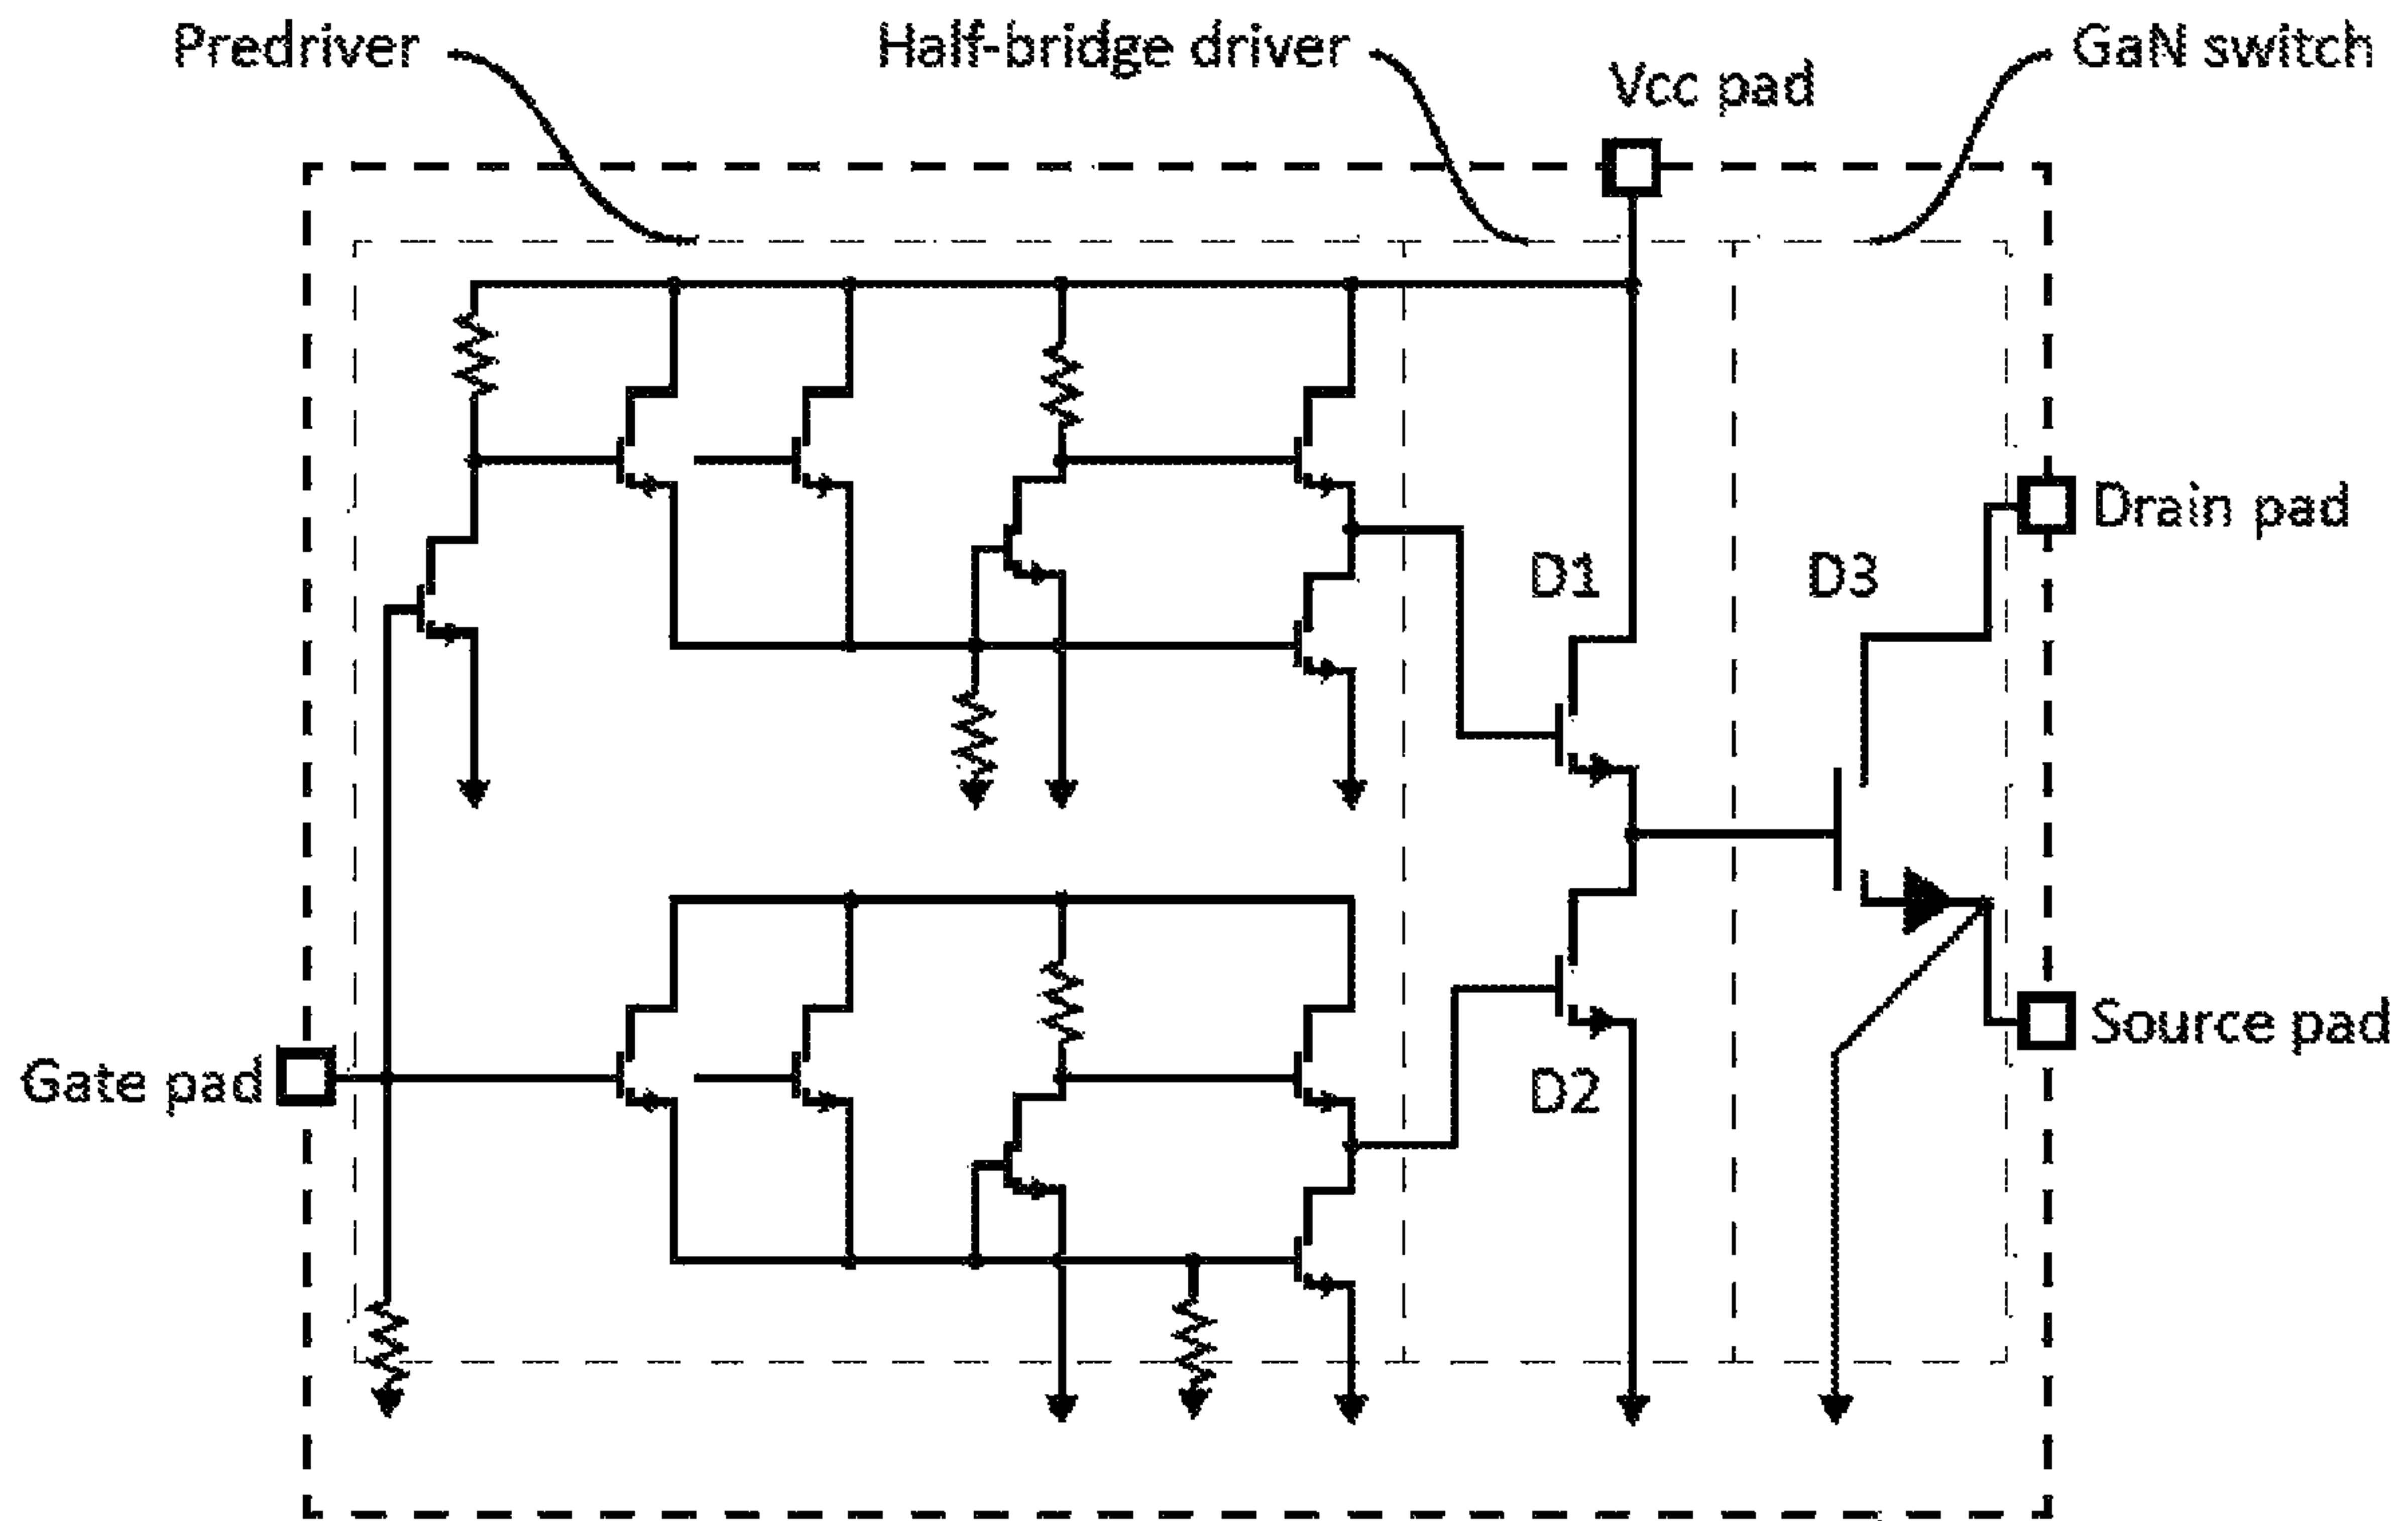 Predriver
Half-bridge driver
GaN switch
Vcc pad
Drain pad
D1
D3
Source pad
Gate pad
D2